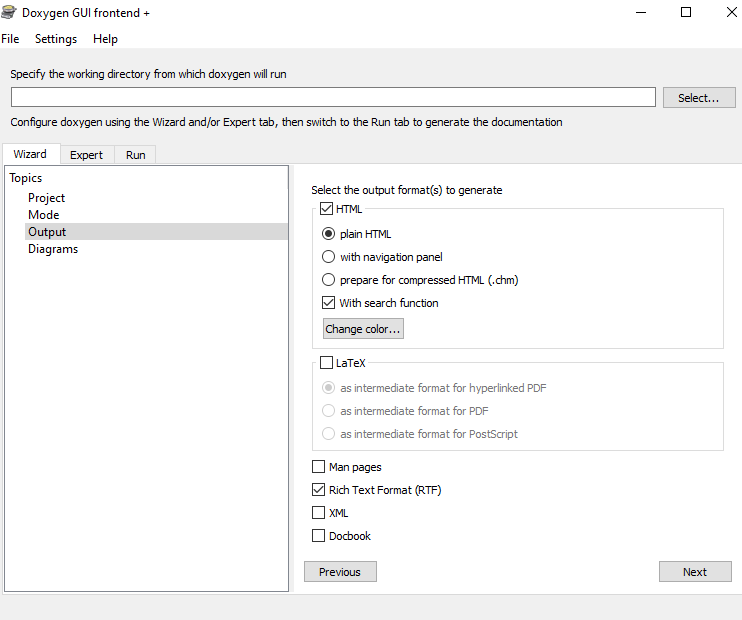 Doxygen GUI frontend +
File Settings Help
Specify the working directory from which doxygen will run
Select...
Configure doxygen using the Wizard and/or Expert tab, then switch to the Run tab to generate the documentation
Wizard Expert Run
Topics
Project
Mode
Output
Diagrams
Select the output format(s) to generate
HTML
plain HTML
with navigation panel
prepare for compressed HTML (.chm)
With search function
Change color...
LaTeX
as intermediate format for hyperlinked PDF
as intermediate format for PDF
as intermediate format for PostScript
Man pages
Rich Text Format (RTF)
XML
Docbook
Previous Next